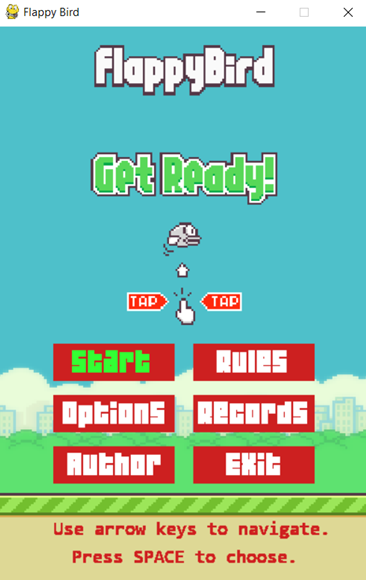 Flappy Bird
FlappyBird
Get Ready!
TAP TAP
Start Rules
Options Records
Author Exit
Use arrow keys to navigate.
Press SPACE to choose.